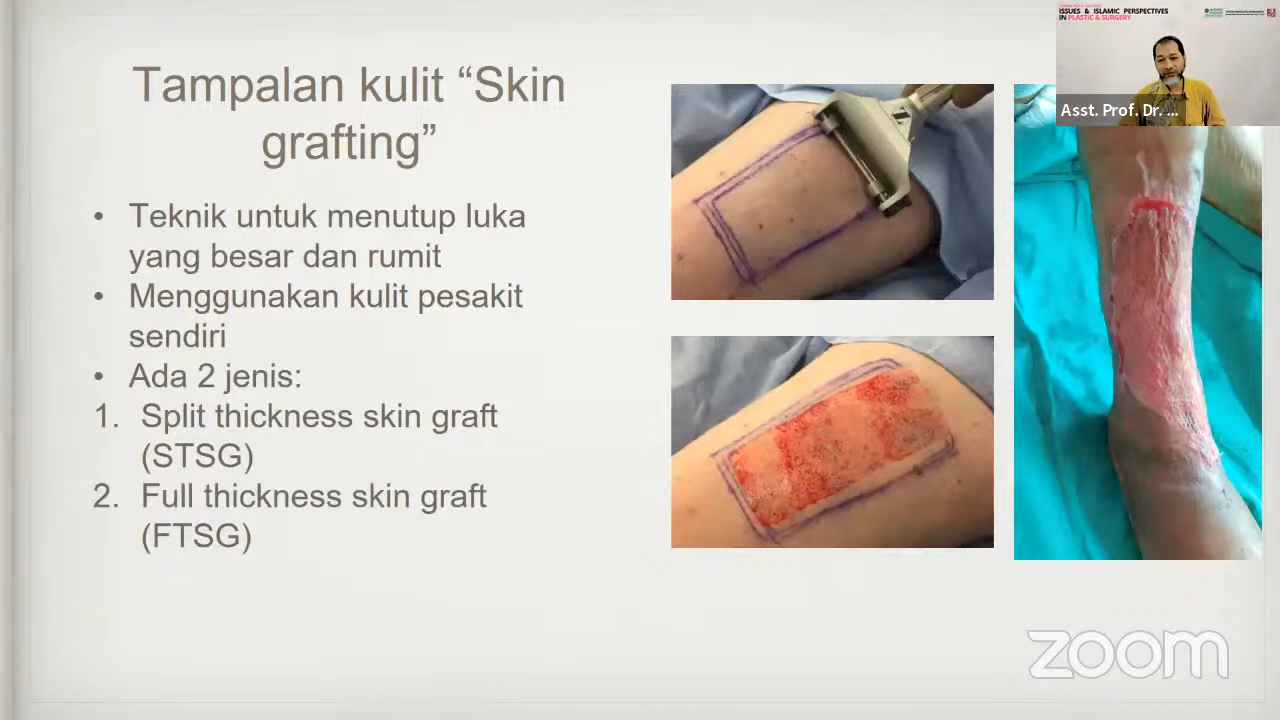 Tampalan kulit “Skin
grafting”
• Teknik untuk menutup luka
yang besar dan rumit
• Menggunakan kulit pesakit
sendiri
• Ada 2 jenis:
1. Split thickness skin graft
(STSG)
2. Full thickness skin graft
(FTSG)
ISSUES & ISLAMIC PERSPECTIVES
IN PLASTIC & SURGERY
Asst. Prof. Dr. ...
zoom